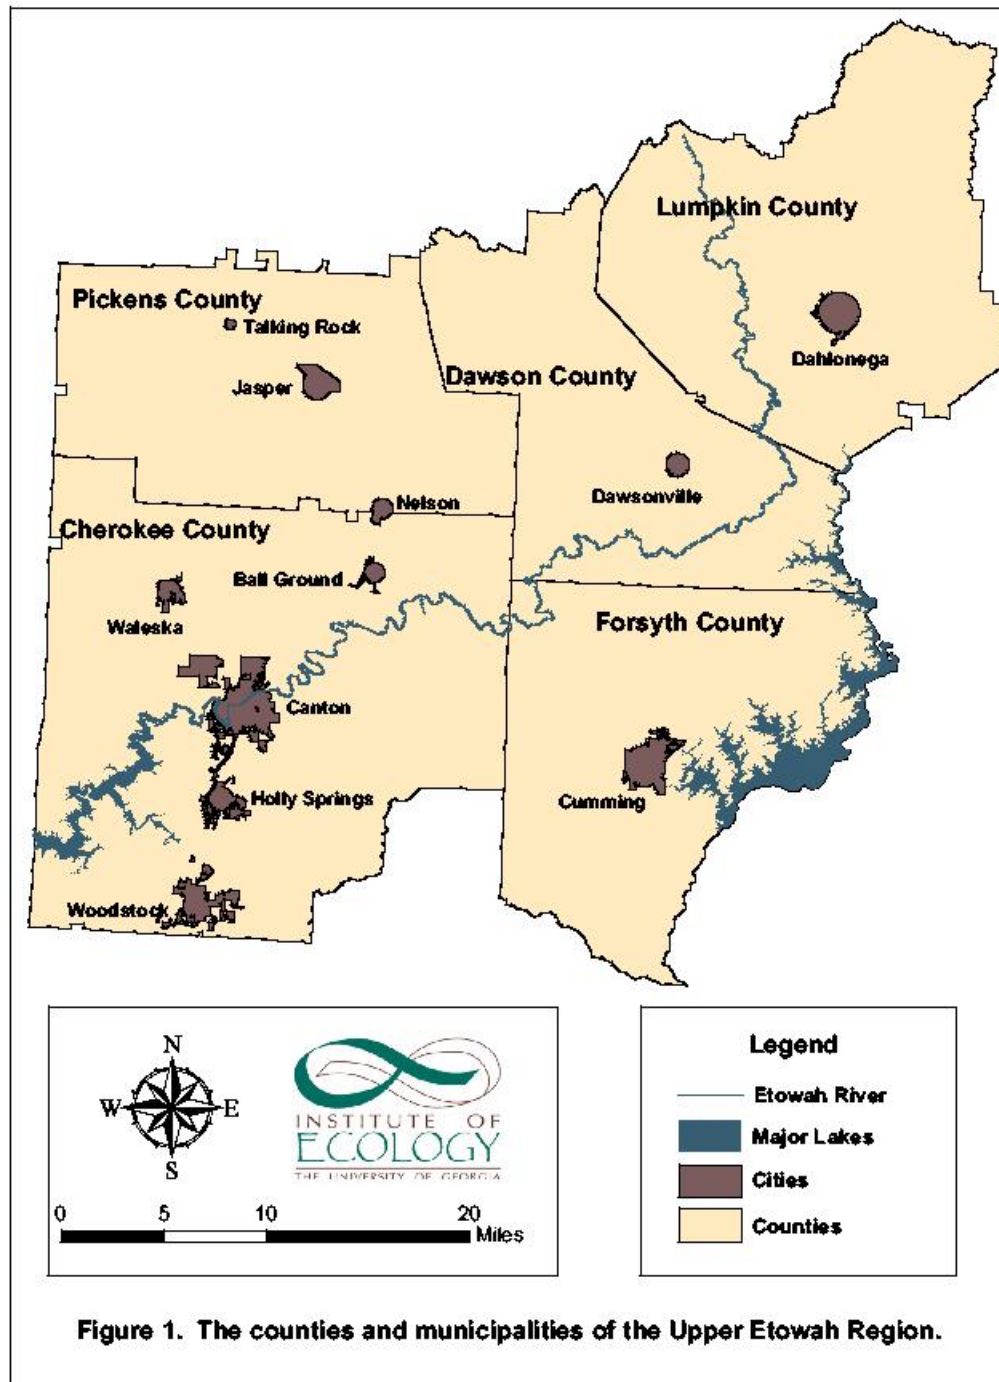 Lumpkin County
Pickens County
Talking Rock
Dahlonega
Dawson County
Jasper
Dawsonville
Nelson
Cherokee County
Ball Ground
Waleska
Forsyth County
Canton
Holly Springs
Cumming
Woodstock
N
W E
S
INSTITUTE OF
ECOLOGY
THE UNIVERSITY OF GEORGIA
0 5 10 20
Miles
Legend
Etowah River
Major Lakes
Cities
Counties
Figure 1. The counties and municipalities of the Upper Etowah Region.